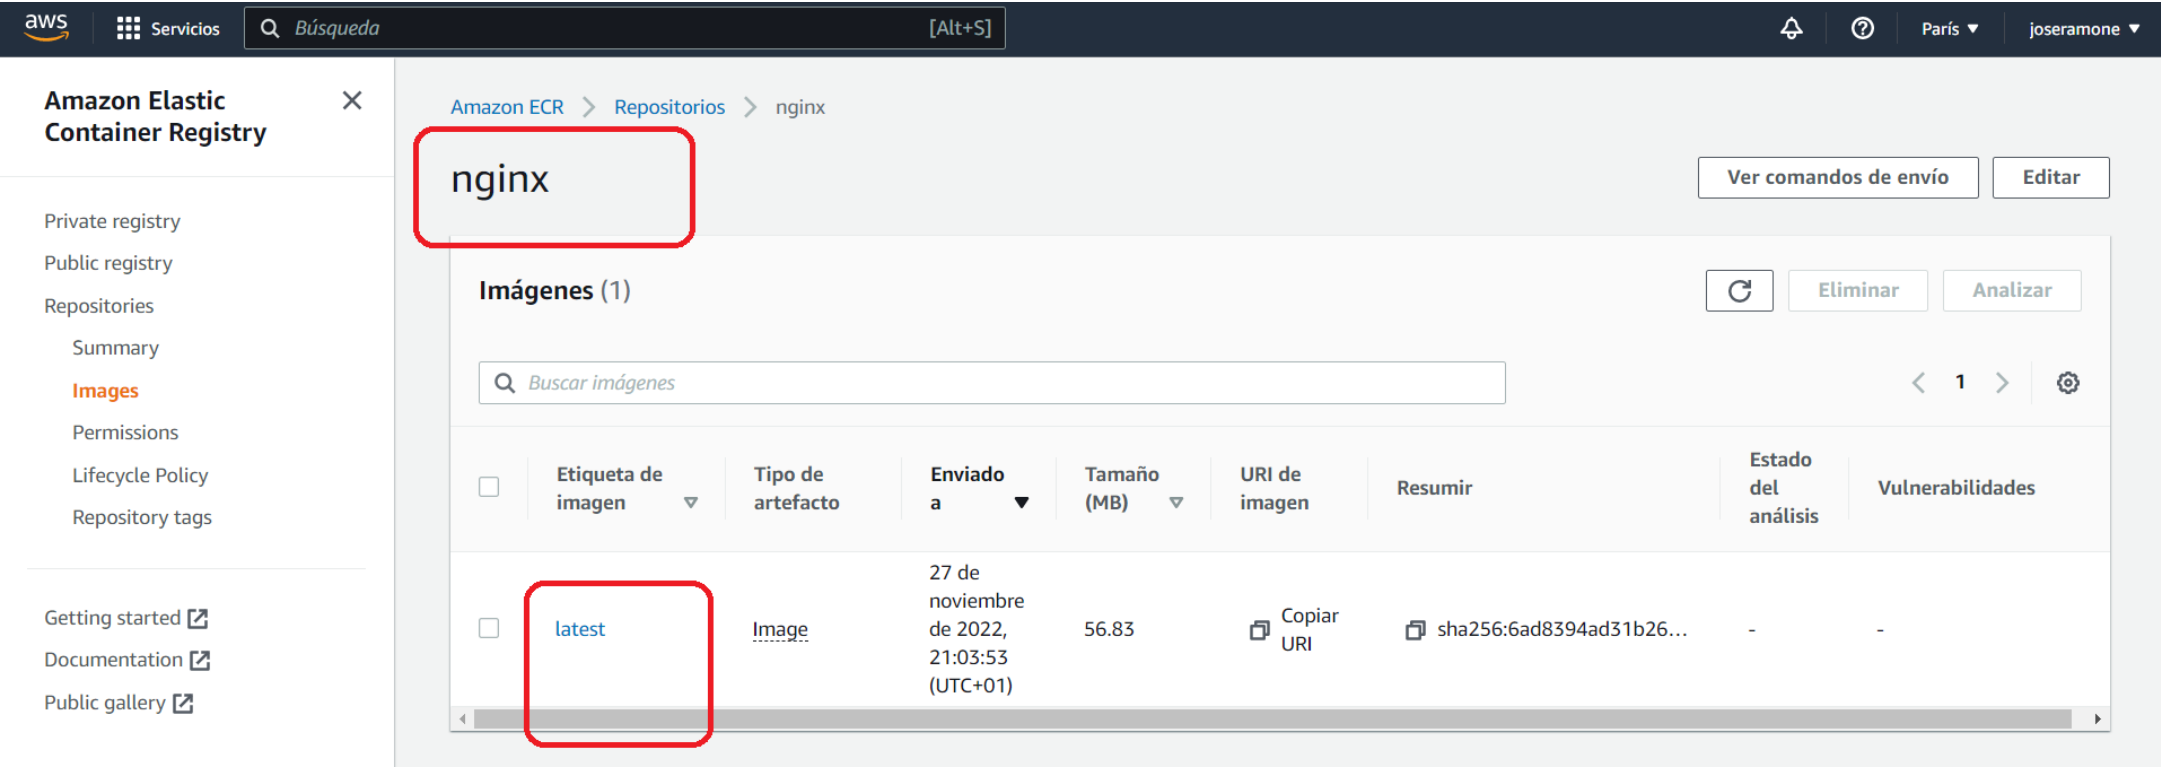 aws
Servicios
Búsqueda
[Alt+S]
París
joseramone
Amazon Elastic
Container Registry
Private registry
Public registry
Repositories
Summary
Images
Permissions
Lifecycle Policy
Repository tags
Getting started
Documentation
Public gallery
Amazon ECR
Repositorios
nginx
nginx
Ver comandos de envío
Editar
Imágenes (1)
Eliminar
Analizar
Buscar imágenes
1
Etiqueta de
imagen
Tipo de
artefacto
Enviado
a
Tamaño
(MB)
URI de
imagen
Resumir
Estado
del
análisis
Vulnerabilidades
latest
Image
27 de
noviembre
de 2022,
21:03:53
(UTC+01)
56.83
Copiar
URI
sha256:6ad8394ad31b26...
-
-